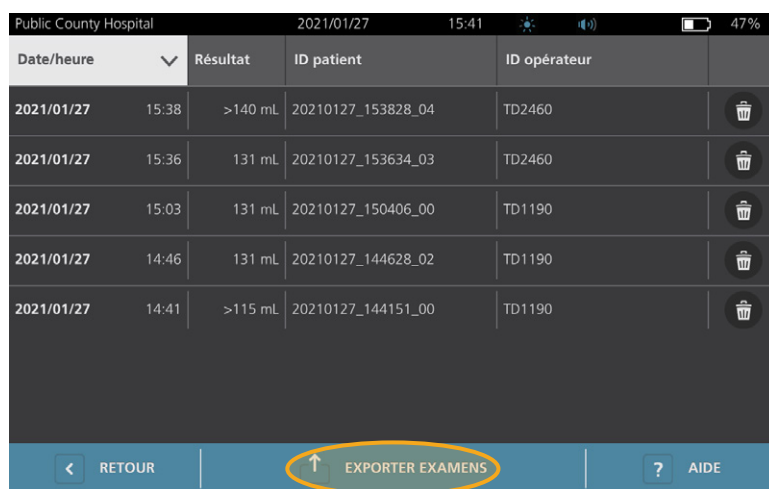 Public County Hospital 2021/01/27 15:41 47%
Date/heure Résultat ID patient ID opérateur
2021/01/27 15:38 >140 mL 20210127_153828_04 TD2460
2021/01/27 15:36 131 mL 20210127_153634_03 TD2460
2021/01/27 15:03 131 mL 20210127_150406_00 TD1190
2021/01/27 14:46 131 mL 20210127_144628_02 TD1190
2021/01/27 14:41 >115 mL 20210127_144151_00 TD1190
< RETOUR EXPORTER EXAMENS ? AIDE